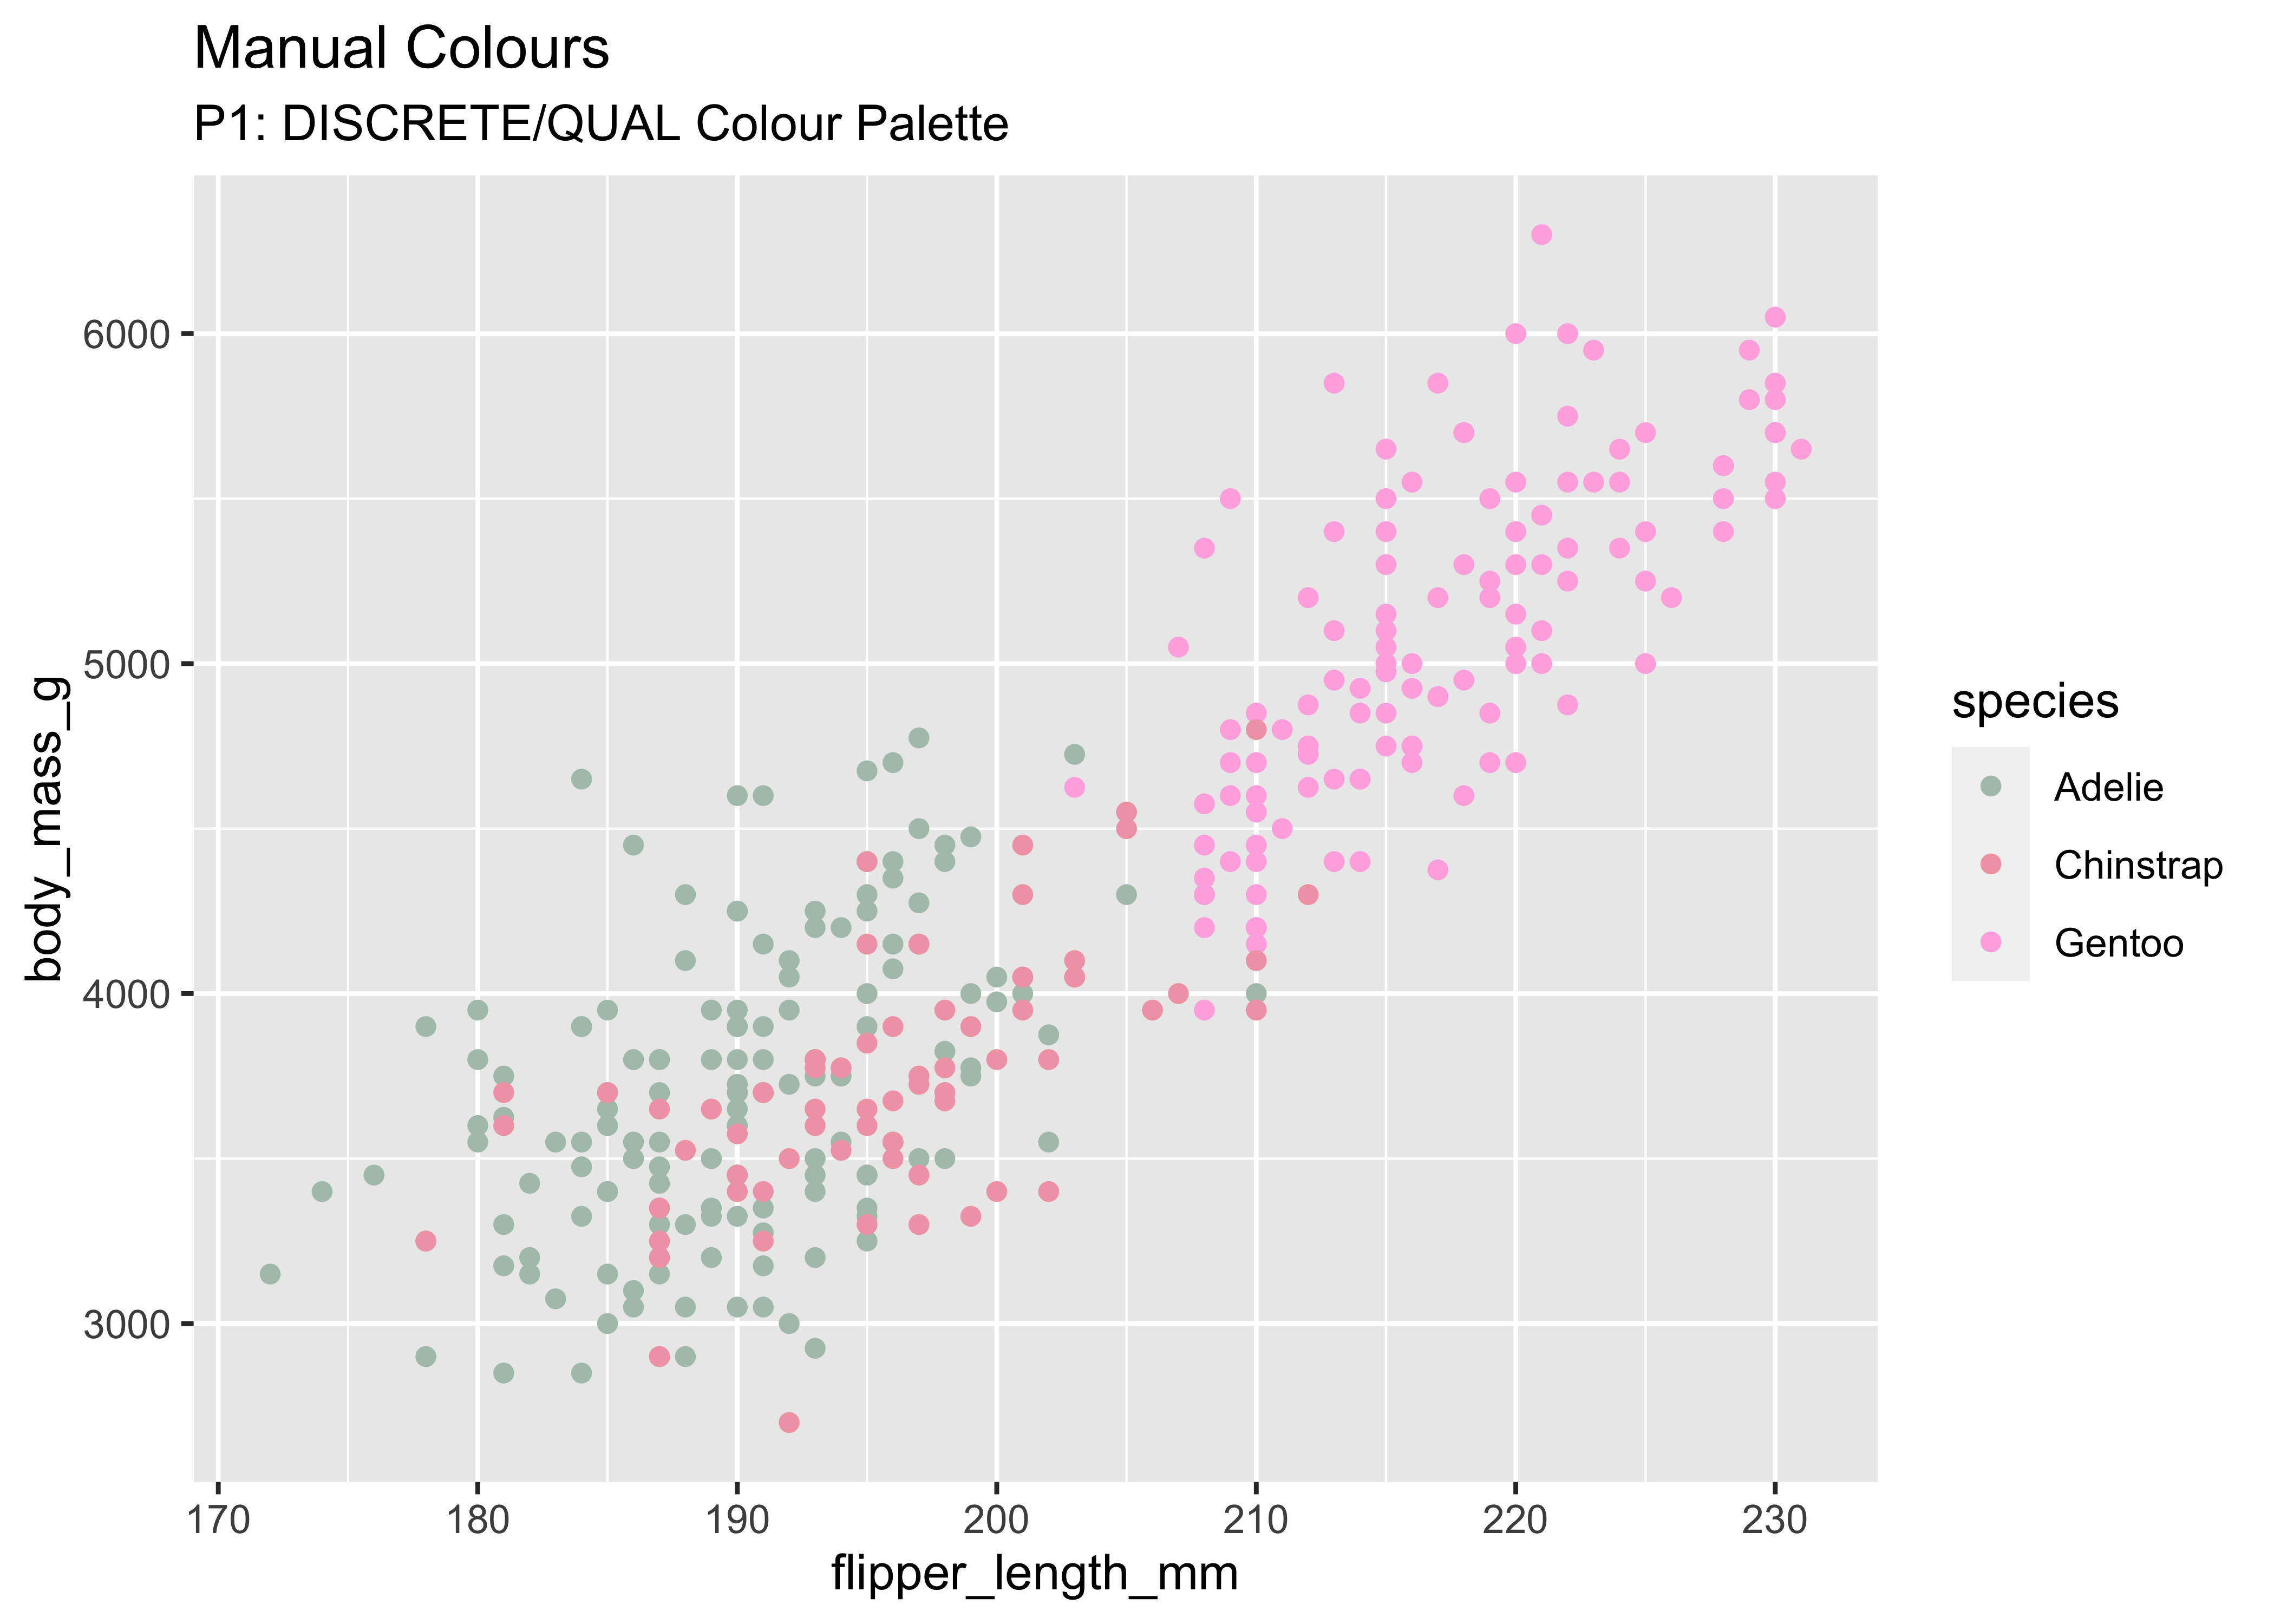 Manual Colours
P1: DISCRETE/QUAL Colour Palette
6000
5000
4000
3000
body_mass_g
170 180 190 200 210 220 230
flipper_length_mm
species
Adelie
Chinstrap
Gentoo